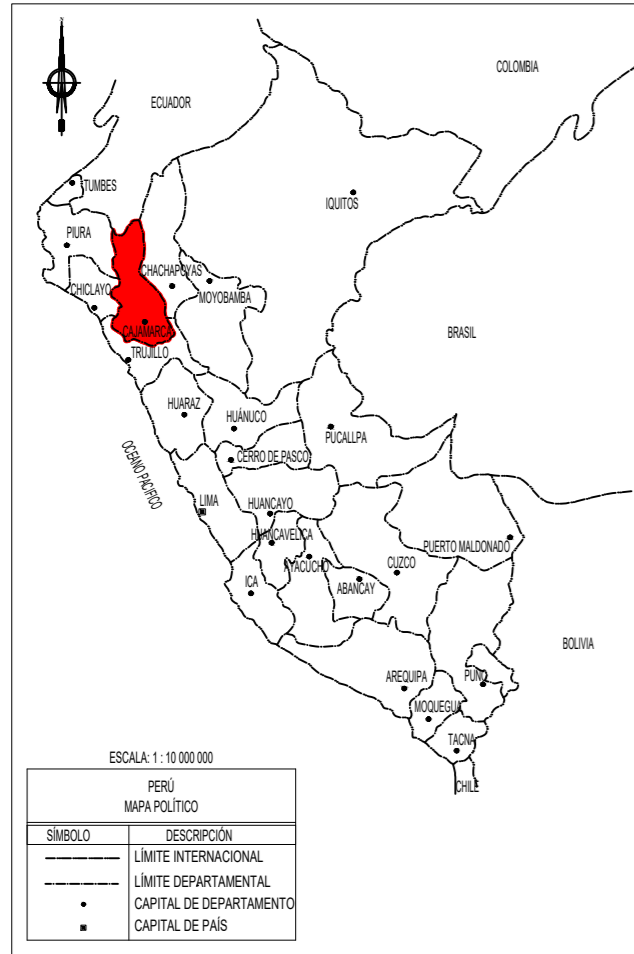 N
COLOMBIA
ECUADOR
TUMBES
IQUITOS
PIURA
CHACHAPOYAS
CHICLAYO
MOYOBAMBA
CAJAMARCA
BRASIL
TRUJILLO
HUARAZ
HUÁNUCO
PUCALLPA
CERRO DE PASCO
OCEANO PACIFICO
LIMA
HUANCAYO
HUANCAVELICA
PUERTO MALDONADO
AYACUCHO
CUZCO
ICA
ABANCAY
BOLIVIA
AREQUIPA
PUNO
MOQUEGUA
TACNA
CHILE
ESCALA: 1 : 10 000 000
PERÚ
MAPA POLÍTICO
SÍMBOLO DESCRIPCIÓN
LÍMITE INTERNACIONAL
LÍMITE DEPARTAMENTAL
CAPITAL DE DEPARTAMENTO
CAPITAL DE PAÍS